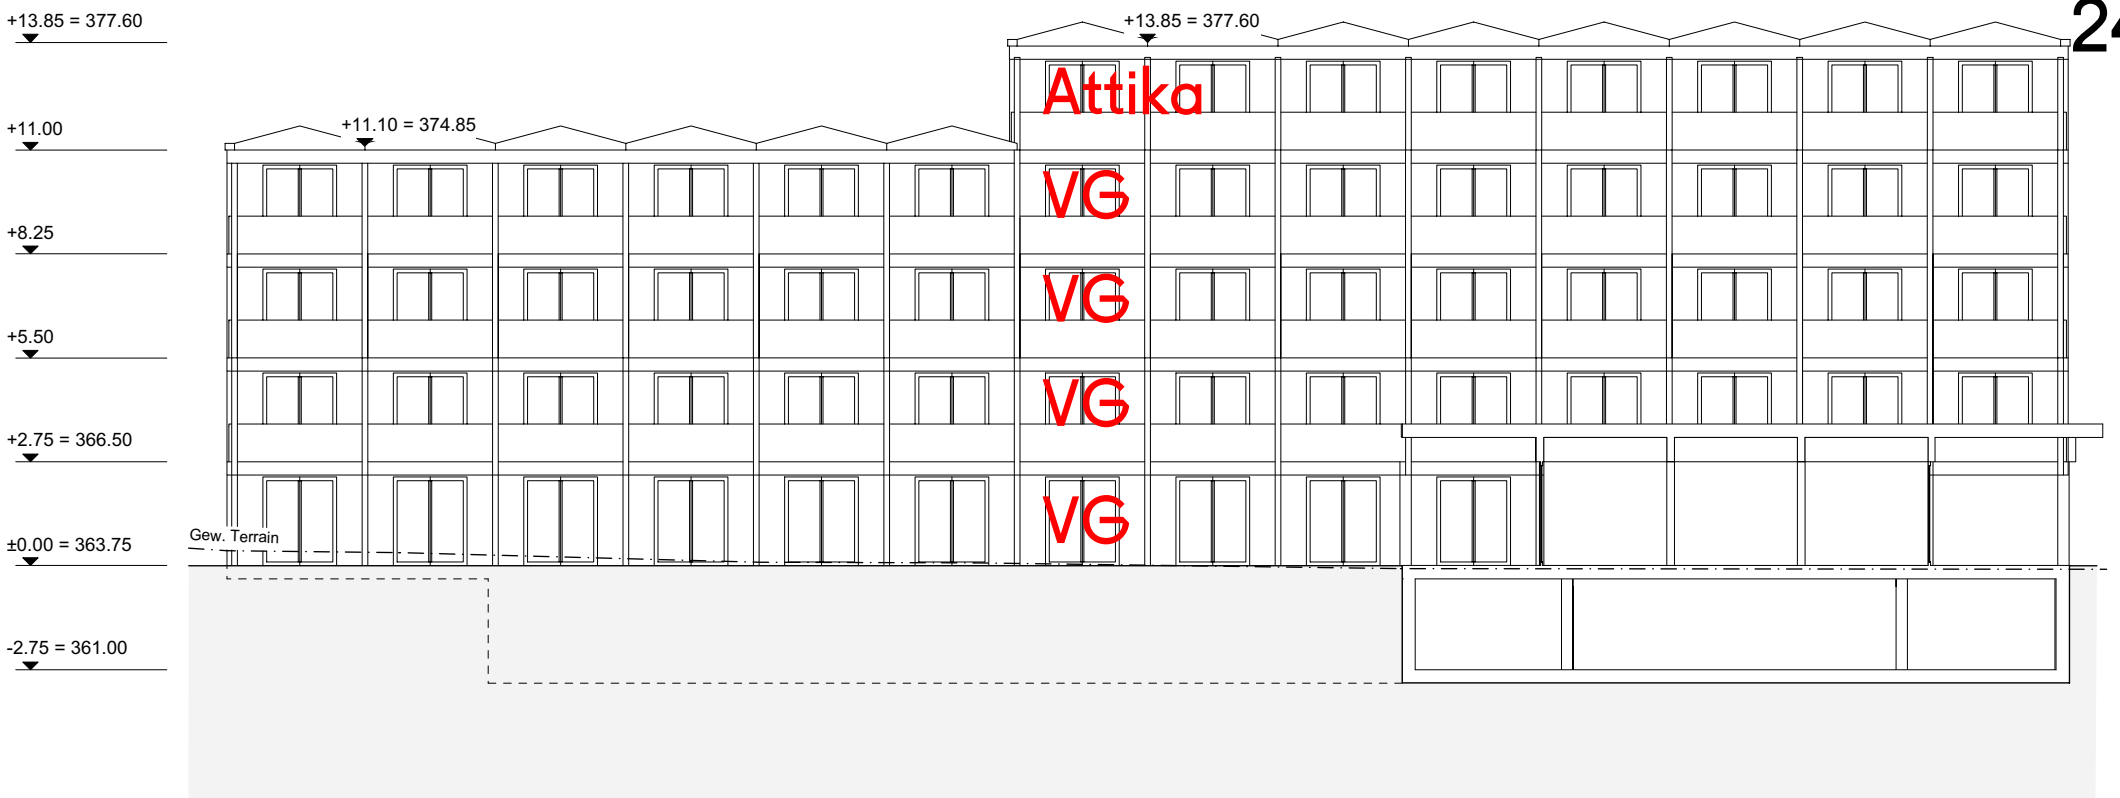 +13.85 = 377.60
+13.85 = 377.60
24
Attika
+11.00
+11.10 = 374.85
VG
+8.25
VG
+5.50
VG
+2.75 = 366.50
VG
Gew. Terrain
±0.00 = 363.75
-2.75 = 361.00